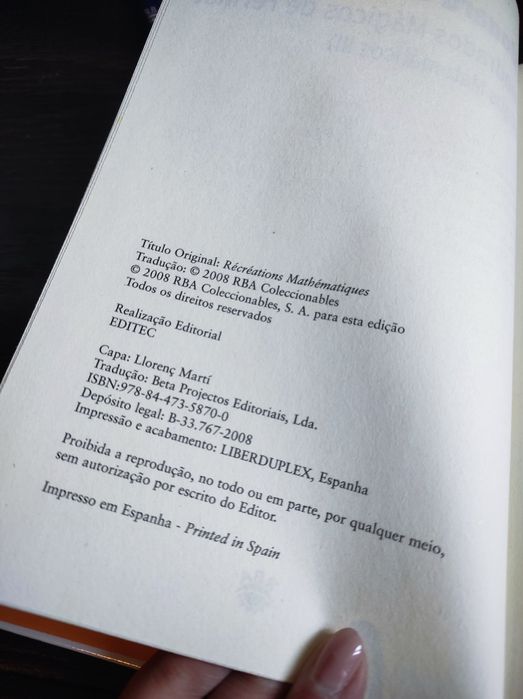 Título Original: Récréations Mathématiques
Tradução: © 2008 RBA Coleccionables
© 2008 RBA Coleccionables, S. A. para esta edição
Todos os direitos reservados
Realização Editorial
EDITEC
Capa: Llorenç Martí
Tradução: Beta Projectos Editoriais, Lda.
ISBN:978-84-473-5870-0
Depósito legal: B-33.767-2008
Impressão e acabamento: LIBERDUPLEX, Espanha
Proibida a reprodução, no todo ou em parte, por qualquer meio,
sem autorização por escrito do Editor.
Impresso em Espanha - Printed in Spain